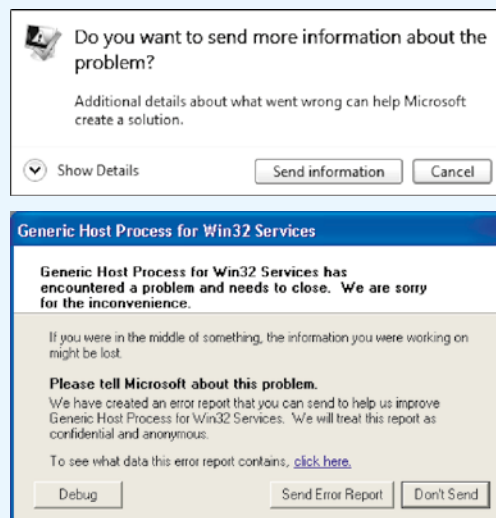 Do you want to send more information about the
problem?
Additional details about what went wrong can help Microsoft
create a solution.
Show Details
Send information
Cancel
Generic Host Process for Win32 Services
Generic Host Process for Win32 Services has
encountered a problem and needs to close.  We are sorry
for the inconvenience.
If you were in the middle of something, the information you were working on
might be lost.
Please tell Microsoft about this problem.
We have created an error report that you can send to help us improve
Generic Host Process for Win32 Services.  We will treat this report as
confidential and anonymous.
To see what data this error report contains, click here.
Debug
Send Error Report
Don't Send